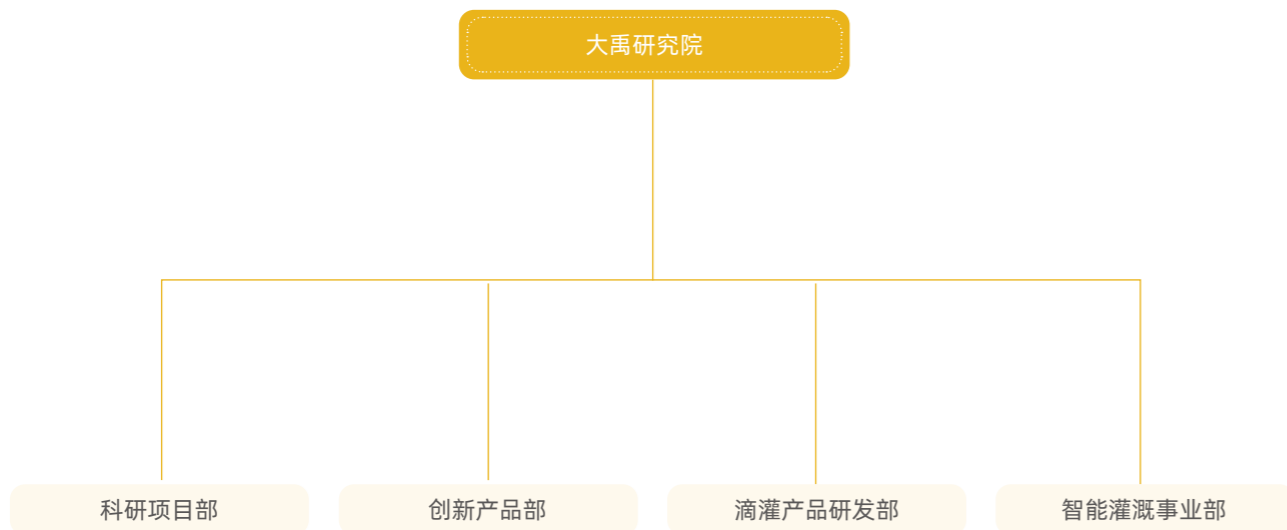 大禹研究院
科研项目部
创新产品部
滴灌产品研发部
智能灌溉事业部